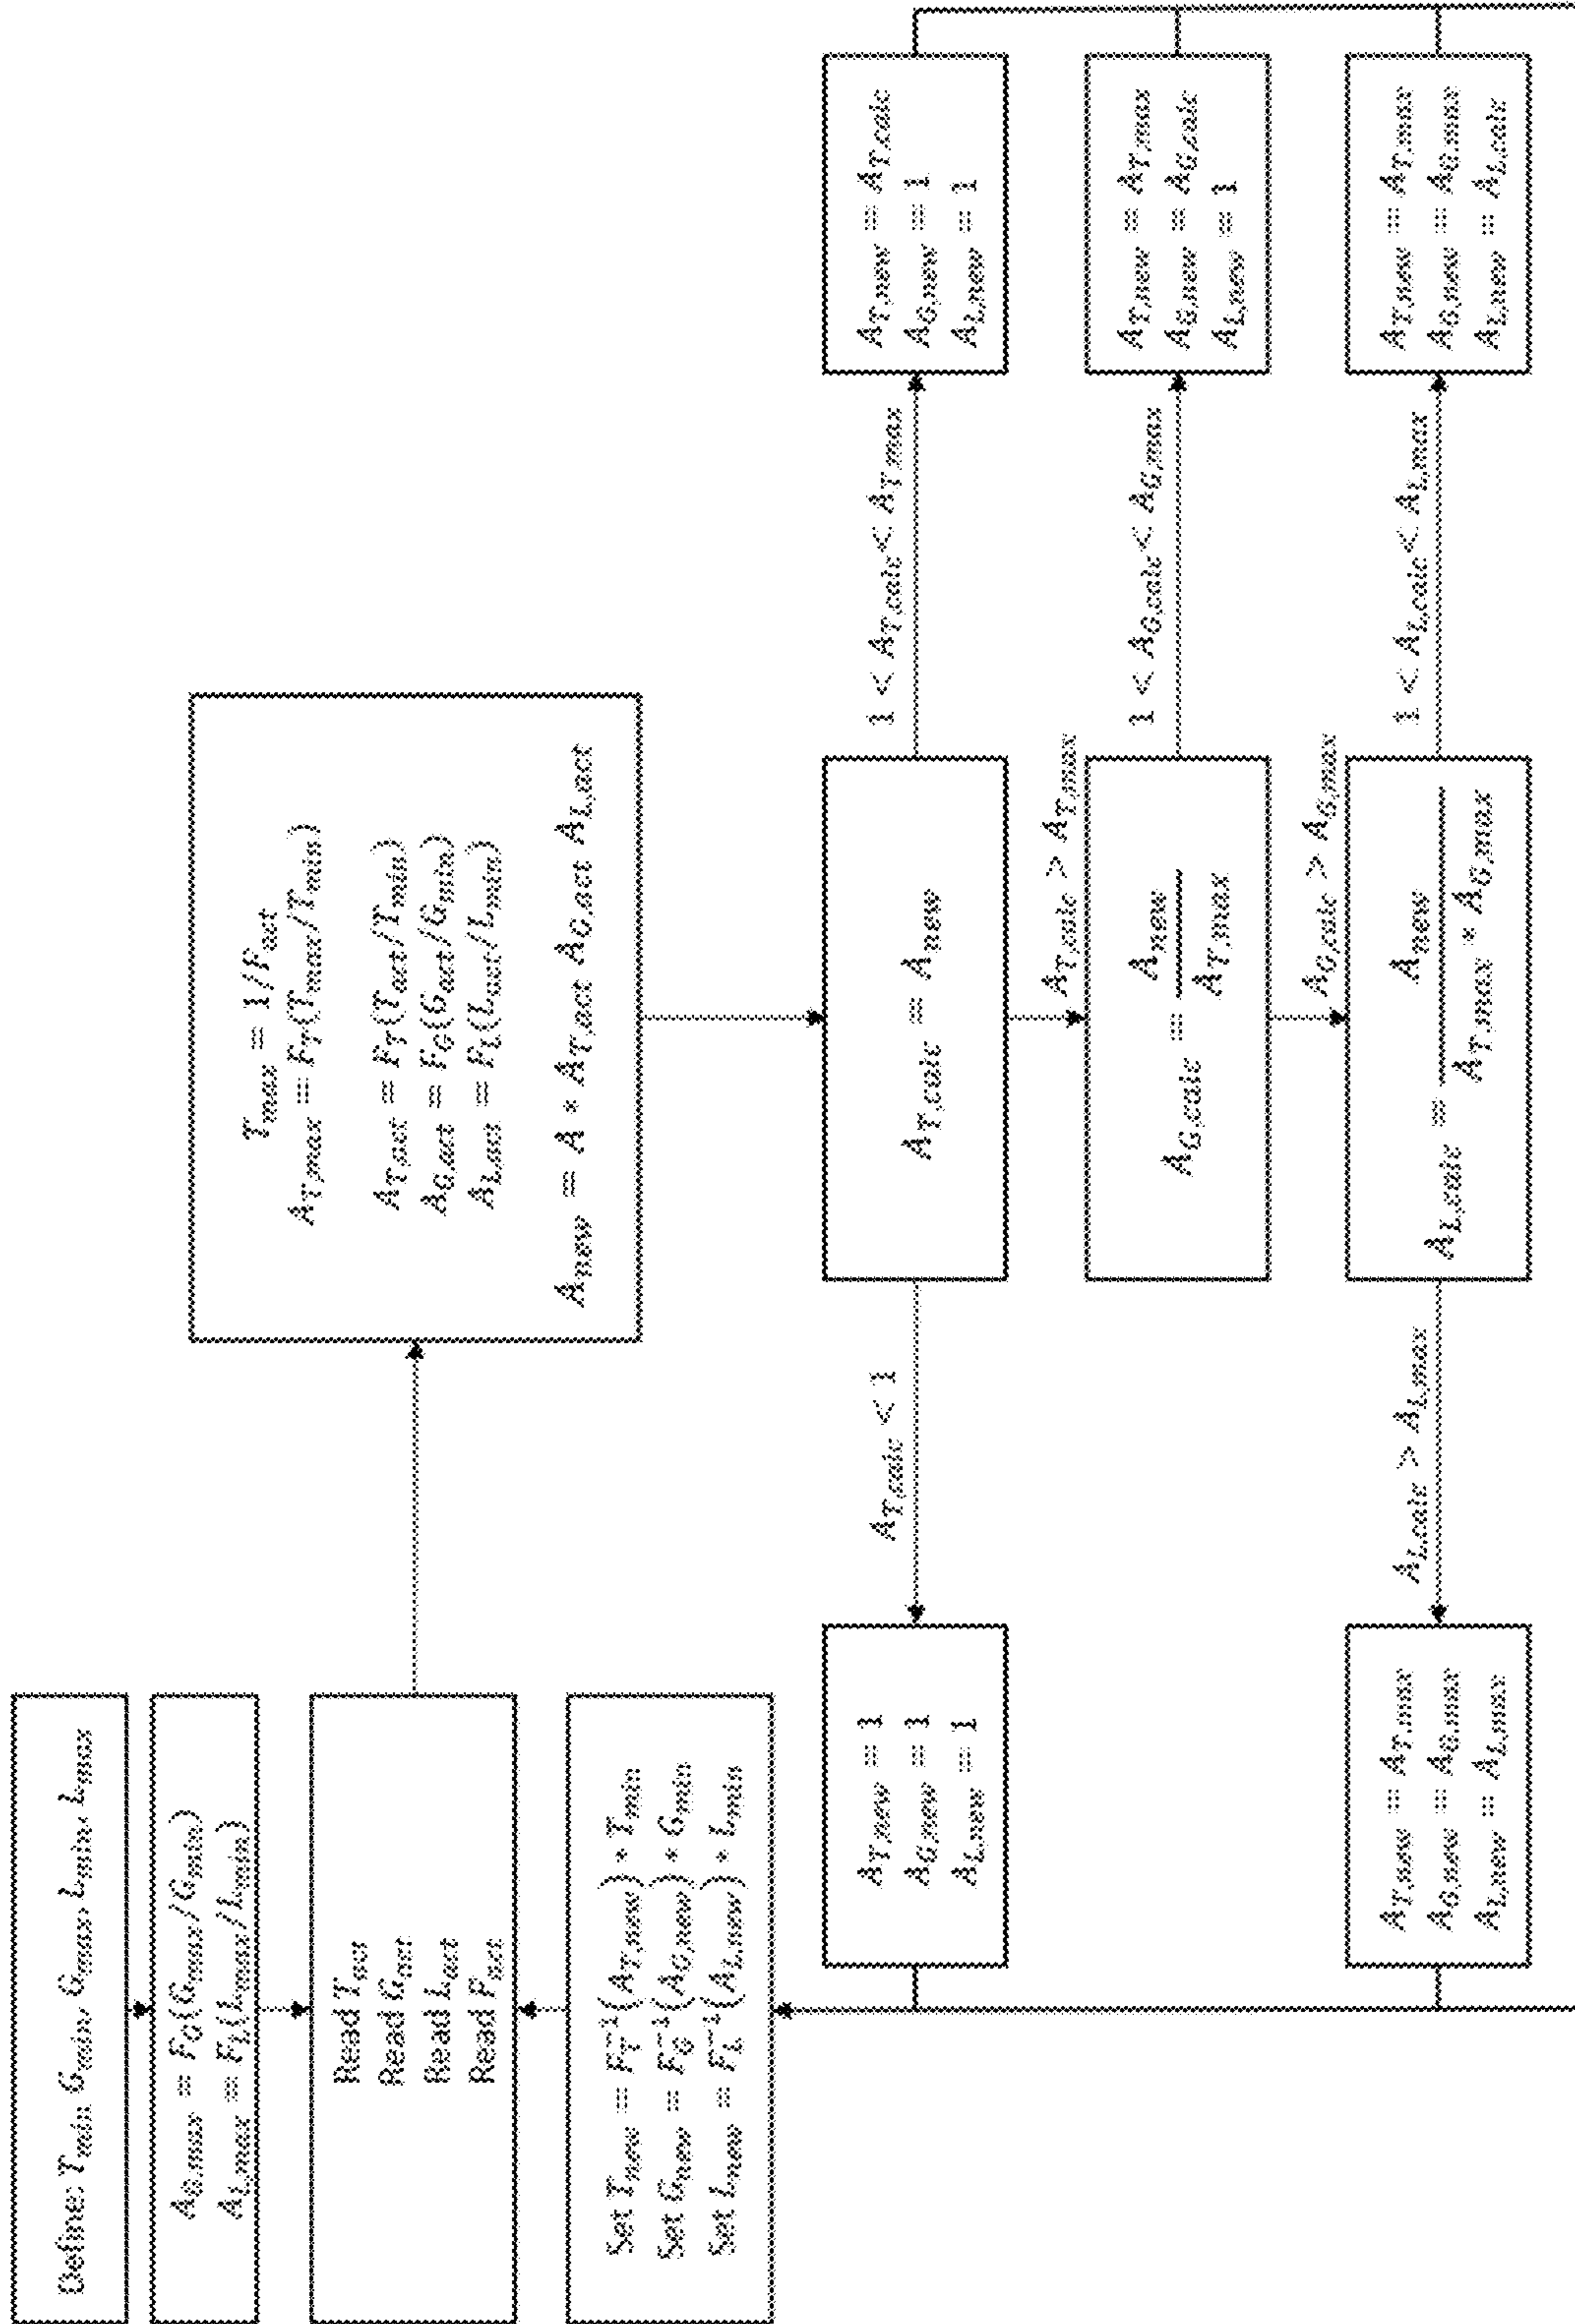 Define: T_min G_min, G_max, L_min, L_max
A_G,max = F_G(G_max/G_min)
A_L,max = F_L(L_max/L_min)
Read T_act
Read G_act
Read L_act
Read F_act
Set T_new = F_T^-1(A_T,new) * T_min
Set G_new = F_G^-1(A_G,new) * G_min
Set L_new = F_L^-1(A_L,new) * L_min
T_max = 1/F_act
A_T,max = F_T(T_max/T_min)
A_T,act = F_T(T_act/T_min)
A_G,act = F_G(G_act/G_min)
A_L,act = F_L(L_act/L_min)
A_new = A * A_T,act A_G,act A_L,act
A_T,new = 1
A_G,new = 1
A_L,new = 1
A_T,calc < 1
A_T,calc = A_new
1 < A_T,calc < A_T,max
A_T,new = A_T,calc
A_G,new = 1
A_L,new = 1
A_T,calc > A_T,max
A_G,calc = A_new / A_T,max
1 < A_G,calc < A_G,max
A_T,new = A_T,max
A_G,new = A_G,calc
A_L,new = 1
A_G,calc > A_G,max
A_T,new = A_T,max
A_G,new = A_G,max
A_L,new = A_L,max
A_L,calc > A_L,max
A_L,calc = A_new / A_T,max * A_G,max
1 < A_L,calc < A_L,max
A_T,new = A_T,max
A_G,new = A_G,max
A_L,new = A_L,calc